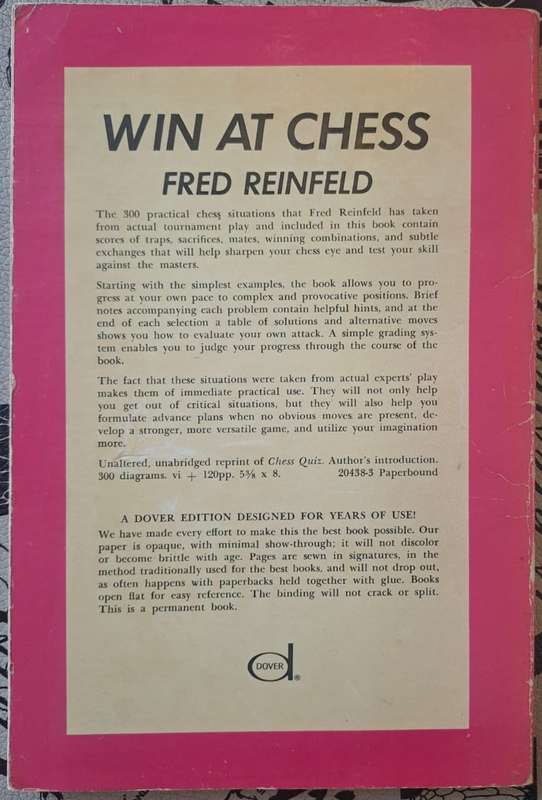 WIN AT CHESS
FRED REINFELD
The 300 practical chess situations that Fred Reinfeld has taken
from actual tournament play and included in this book contain
scores of traps, sacrifices, mates, winning combinations, and subtle
exchanges that will help sharpen your chess eye and test your skill
against the masters.
Starting with the simplest examples, the book allows you to pro-
gress at your own pace to complex and provocative positions. Brief
notes accompanying each problem contain helpful hints, and at the
end of each selection a table of solutions and alternative moves
shows you how to evaluate your own attack. A simple grading sys-
tem enables you to judge your progress through the course of the
book.
The fact that these situations were taken from actual experts' play
makes them of immediate practical use. They will not only help
you get out of critical situations, but they will also help you
formulate advance plans when no obvious moves are present, de-
velop a stronger, more versatile game, and utilize your imagination
more.
Unaltered, unabridged reprint of Chess Quiz. Author's introduction.
300 diagrams. vi + 120pp. 5⅜ x 8. 20438-3 Paperbound
A DOVER EDITION DESIGNED FOR YEARS OF USE!
We have made every effort to make this the best book possible. Our
paper is opaque, with minimal show-through; it will not discolor
or become brittle with age. Pages are sewn in signatures, in the
method traditionally used for the best books, and will not drop out,
as often happens with paperbacks held together with glue. Books
open flat for easy reference. The binding will not crack or split.
This is a permanent book.
DOVER
®